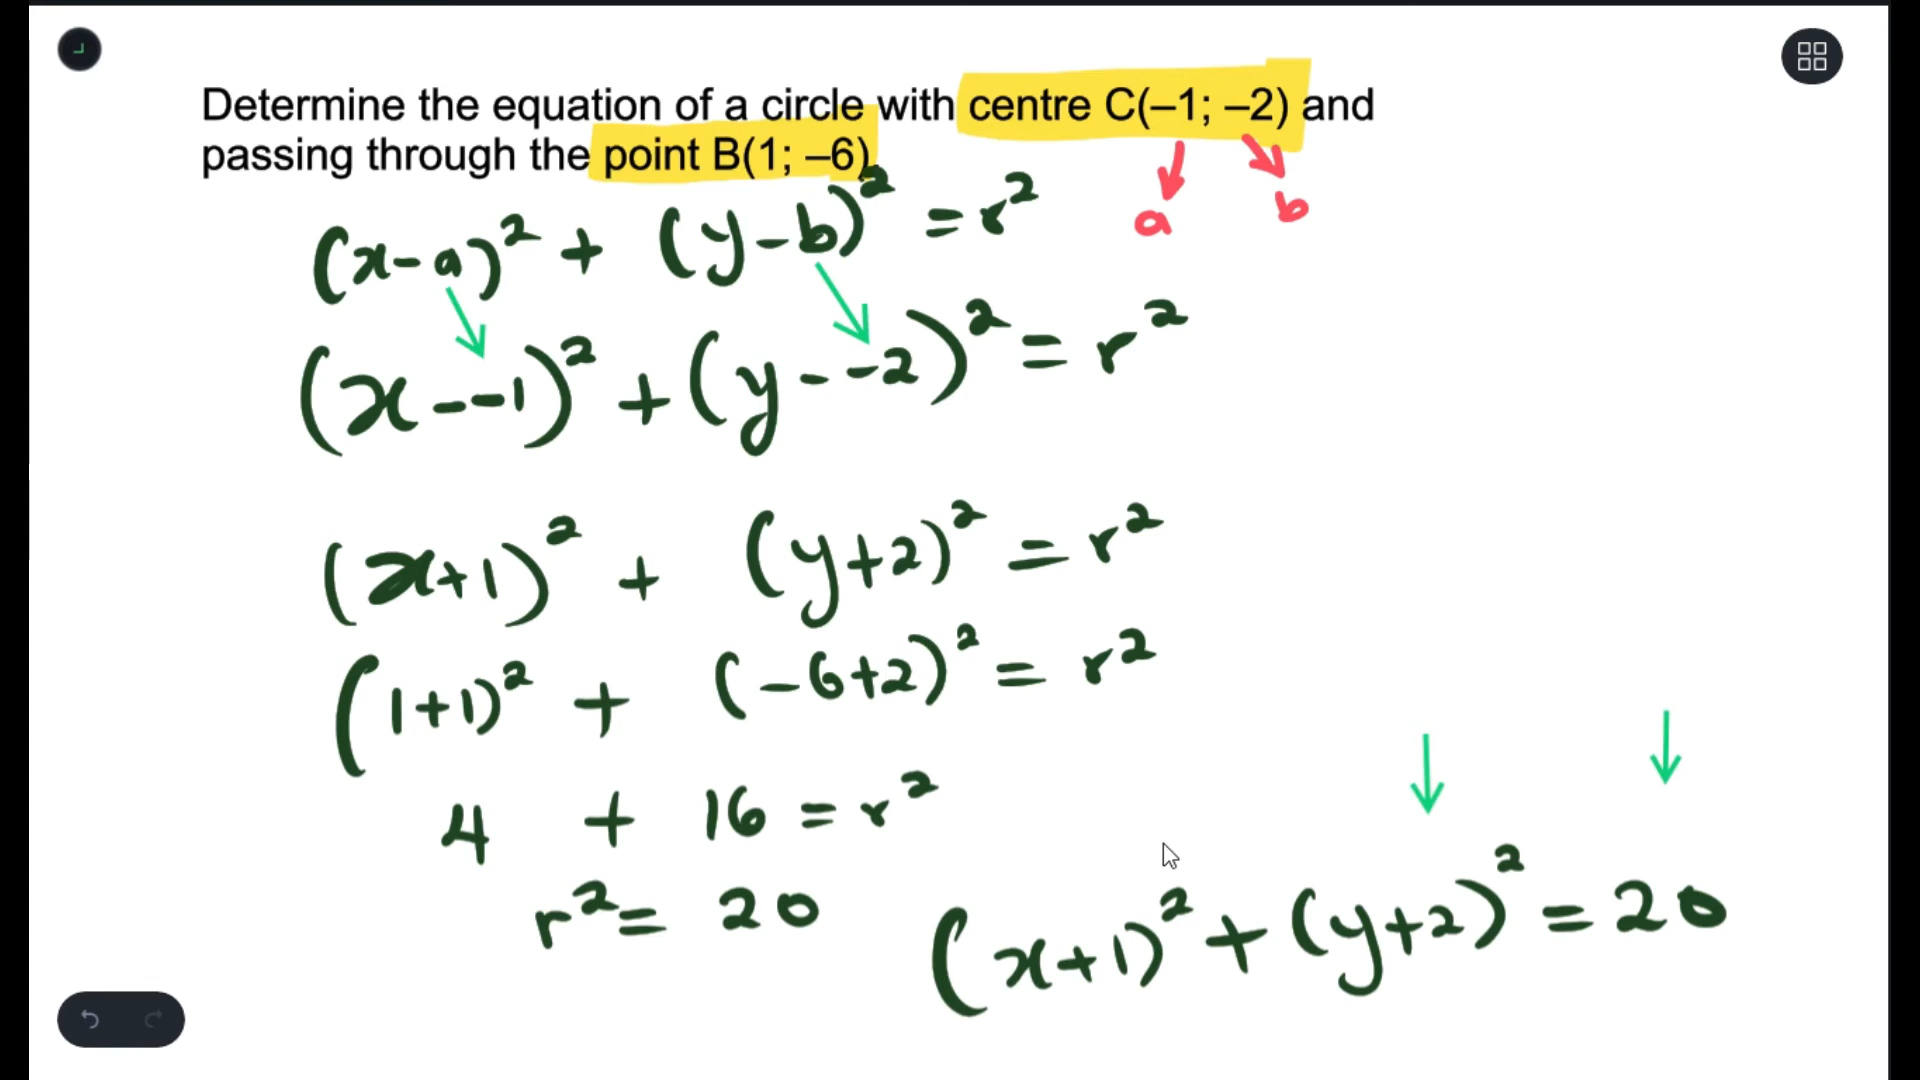 Determine the equation of a circle with centre C(–1; –2) and
passing through the point B(1; –6)
a b
(x-a)² + (y-b)² = r²
(x--1)² + (y--2)² = r²
(x+1)² + (y+2)² = r²
(1+1)² + (-6+2)² = r²
4 + 16 = r²
r² = 20
(x+1)² + (y+2)² = 20